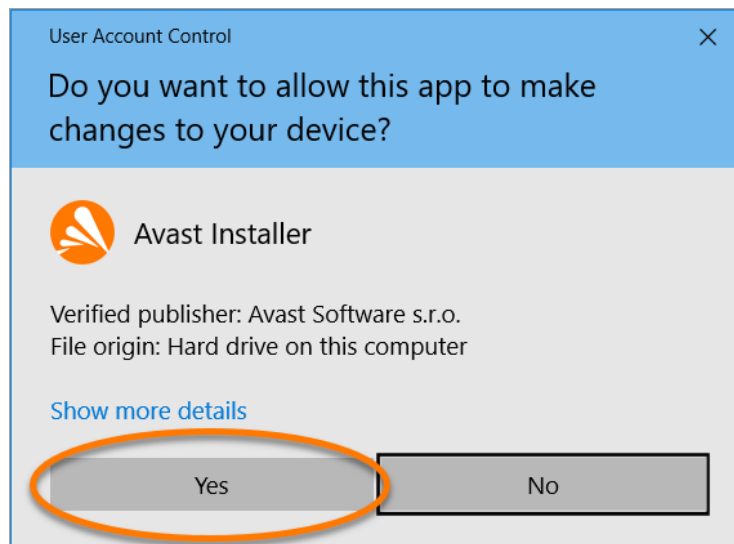 User Account Control
Do you want to allow this app to make
changes to your device?
Avast Installer
Verified publisher: Avast Software s.r.o.
File origin: Hard drive on this computer
Show more details
Yes
No